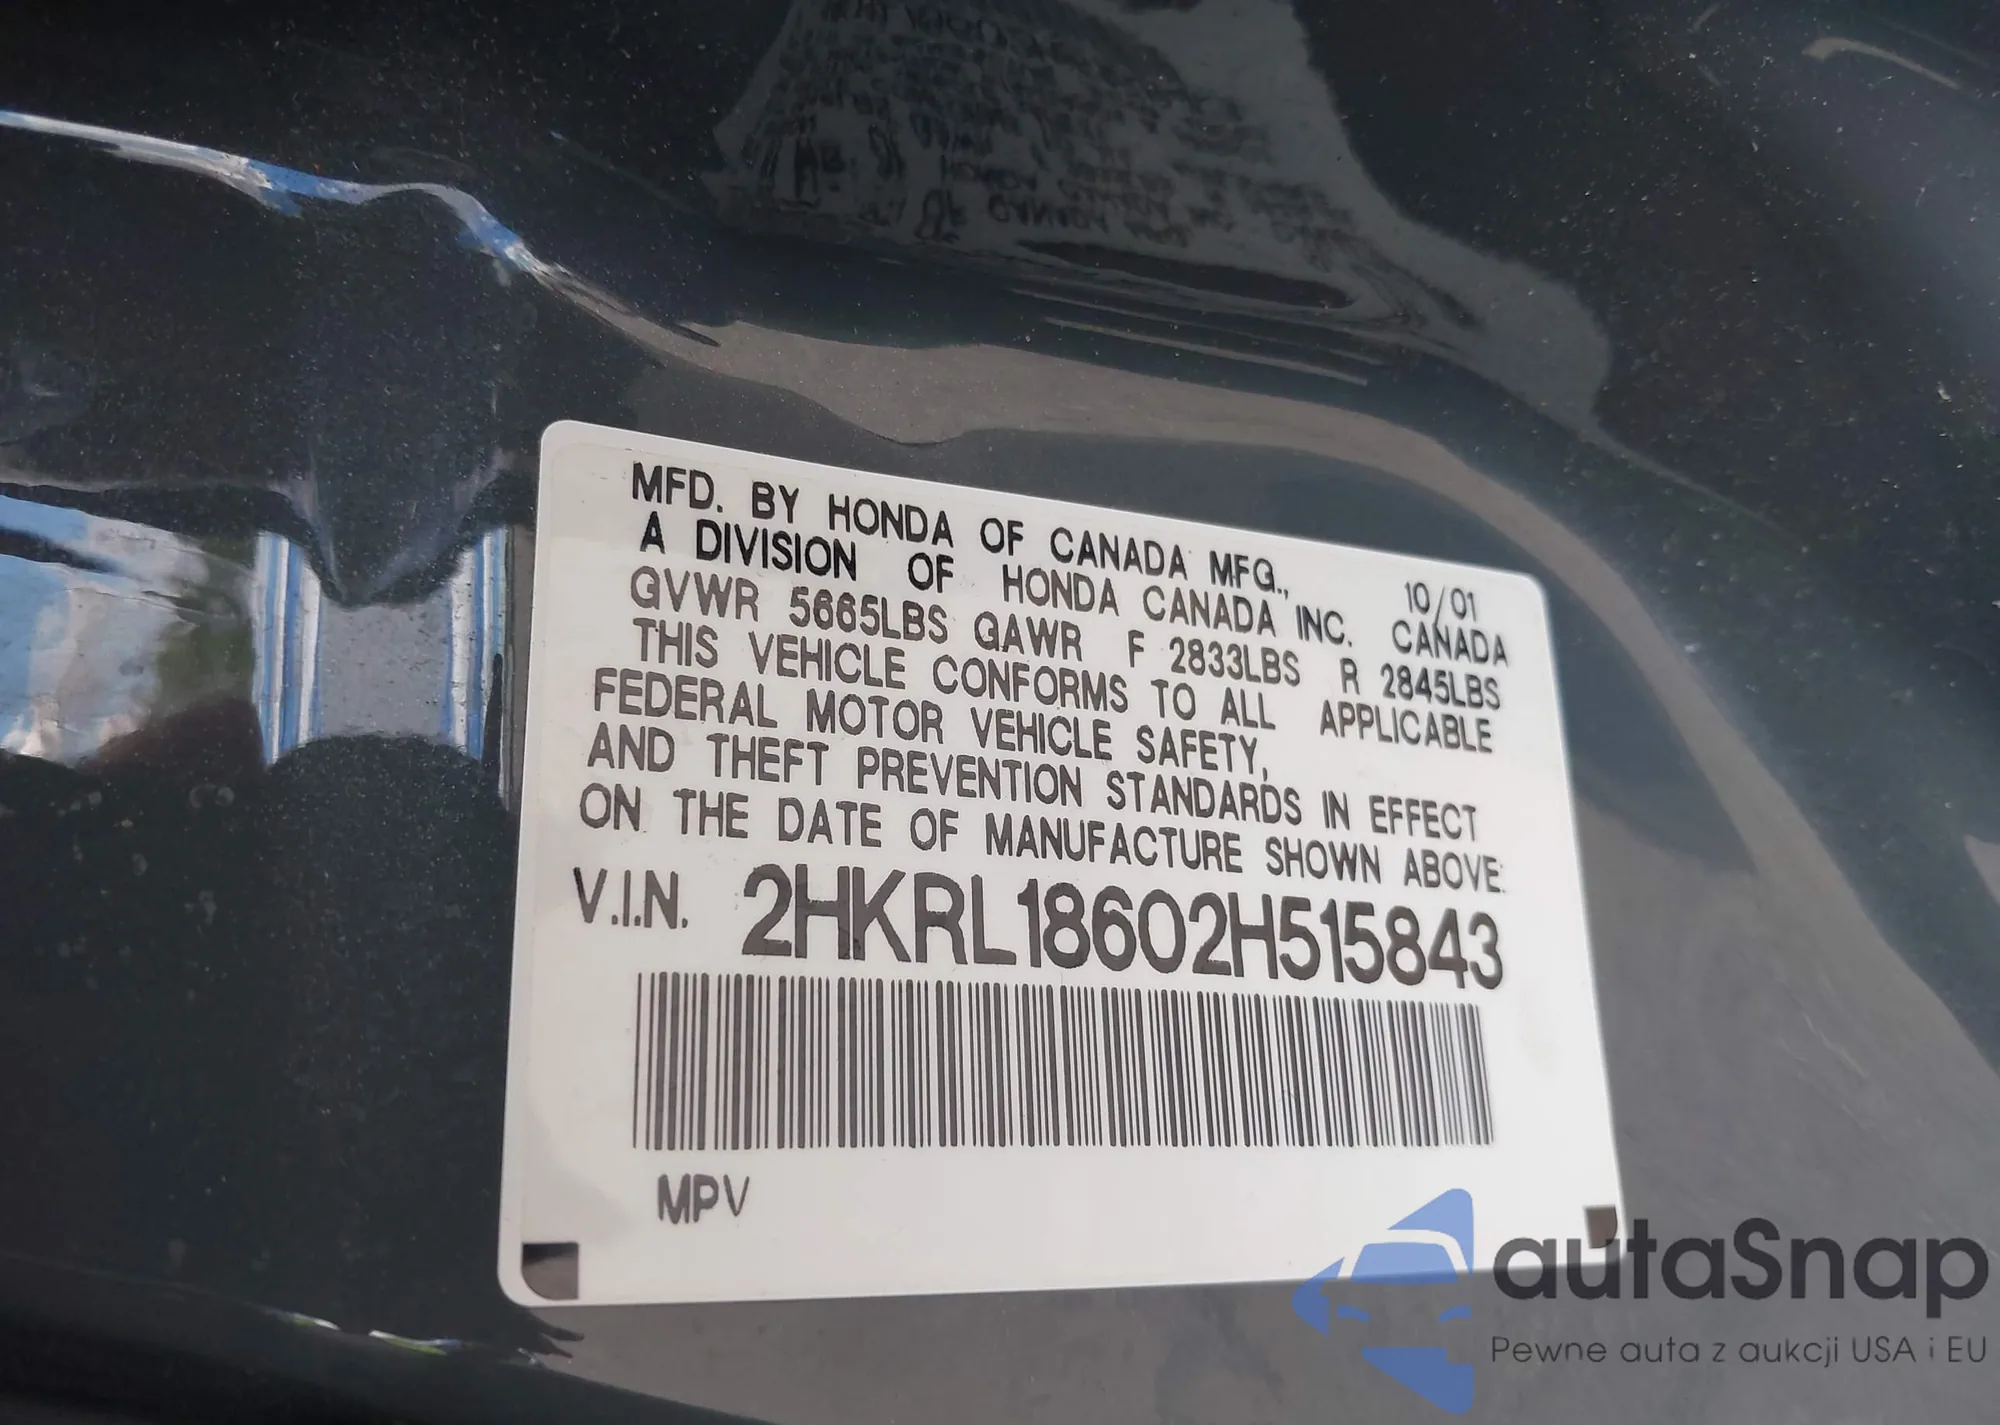 MFD. BY HONDA OF CANADA MFG., 10/01
A DIVISION OF HONDA CANADA INC. CANADA
GVWR 5665LBS GAWR F 2833LBS R 2845LBS
THIS VEHICLE CONFORMS TO ALL APPLICABLE
FEDERAL MOTOR VEHICLE SAFETY,
AND THEFT PREVENTION STANDARDS IN EFFECT
ON THE DATE OF MANUFACTURE SHOWN ABOVE:
V.I.N. 2HKRL18602H515843
MPV
autaSnap
Pewne auta z aukcji USA i EU